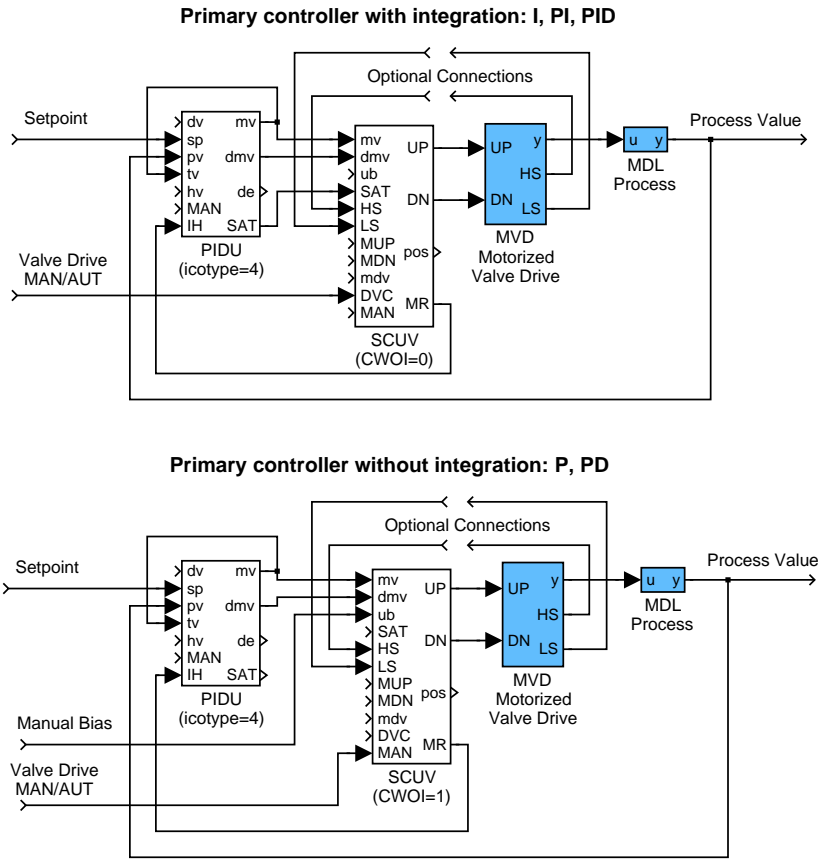 Primary controller with integration: I, PI, PID
Optional Connections
Setpoint
Process Value
dv
sp
pv
tv
hv
MAN
IH
mv
dmv
de
SAT
PIDU
(icotype=4)
mv
dmv
ub
SAT
HS
LS
MUP
MDN
mdv
DVC
MAN
UP
DN
pos
MR
SCUV
(CWOI=0)
UP
DN
y
HS
LS
MVD
Motorized
Valve Drive
u y
MDL
Process
Valve Drive
MAN/AUT
Primary controller without integration: P, PD
Optional Connections
Setpoint
Process Value
dv
sp
pv
tv
hv
MAN
IH
mv
dmv
de
SAT
PIDU
(icotype=4)
mv
dmv
ub
SAT
HS
LS
MUP
MDN
mdv
DVC
MAN
UP
DN
pos
MR
SCUV
(CWOI=1)
UP
DN
y
HS
LS
MVD
Motorized
Valve Drive
u y
MDL
Process
Manual Bias
Valve Drive
MAN/AUT